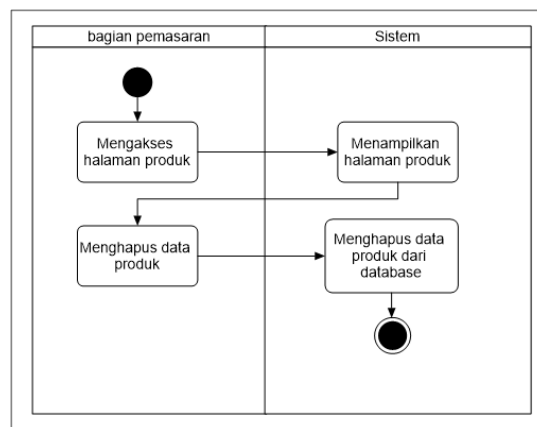 bagian pemasaran
Sistem
Mengakses
halaman produk
Menampilkan
halaman produk
Menghapus data
produk
Menghapus data
produk dari
database